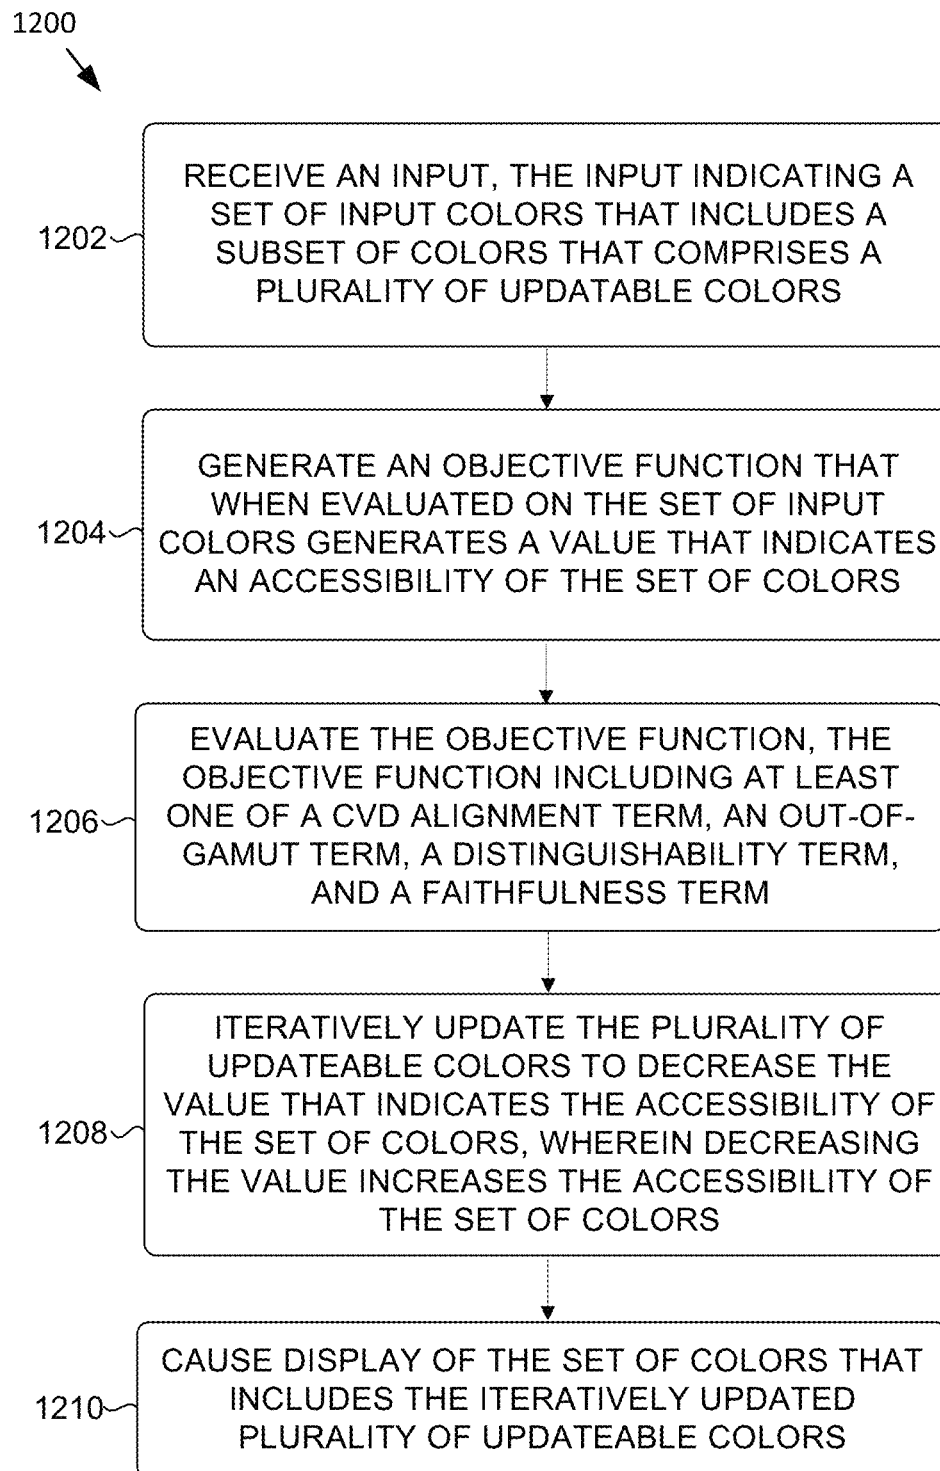 1200
RECEIVE AN INPUT, THE INPUT INDICATING A
SET OF INPUT COLORS THAT INCLUDES A
SUBSET OF COLORS THAT COMPRISES A
PLURALITY OF UPDATABLE COLORS
1202
GENERATE AN OBJECTIVE FUNCTION THAT
WHEN EVALUATED ON THE SET OF INPUT
COLORS GENERATES A VALUE THAT INDICATES
AN ACCESSIBILITY OF THE SET OF COLORS
1204
EVALUATE THE OBJECTIVE FUNCTION, THE
OBJECTIVE FUNCTION INCLUDING AT LEAST
ONE OF A CVD ALIGNMENT TERM, AN OUT-OF-
GAMUT TERM, A DISTINGUISHABILITY TERM,
AND A FAITHFULNESS TERM
1206
ITERATIVELY UPDATE THE PLURALITY OF
UPDATEABLE COLORS TO DECREASE THE
VALUE THAT INDICATES THE ACCESSIBILITY OF
THE SET OF COLORS, WHEREIN DECREASING
THE VALUE INCREASES THE ACCESSIBILITY OF
THE SET OF COLORS
1208
CAUSE DISPLAY OF THE SET OF COLORS THAT
INCLUDES THE ITERATIVELY UPDATED
PLURALITY OF UPDATEABLE COLORS
1210